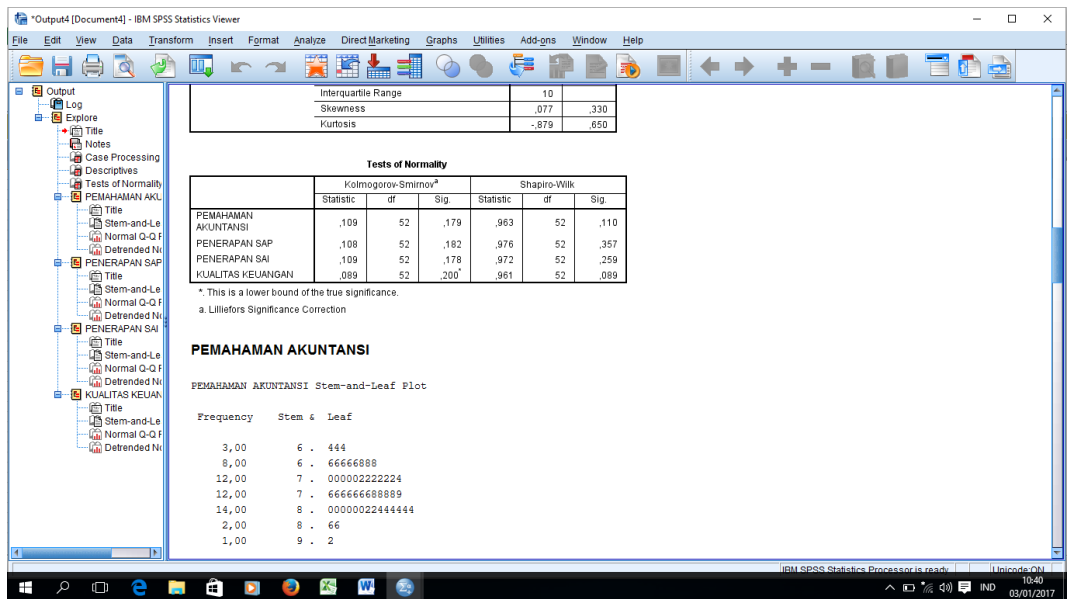 *Output4 [Document4] - IBM SPSS Statistics Viewer
File Edit View Data Transform Insert Format Analyze Direct Marketing Graphs Utilities Add-ons Window Help
Output
Log
Explore
Title
Notes
Case Processing
Descriptives
Tests of Normality
PEMAHAMAN AKU
Title
Stem-and-Le
Normal Q-Q F
Detrended No
PENERAPAN SAP
Title
Stem-and-Le
Normal Q-Q F
Detrended No
PENERAPAN SAI
Title
Stem-and-Le
Normal Q-Q F
Detrended No
KUALITAS KEUAN
Title
Stem-and-Le
Normal Q-Q F
Detrended No
Interquartile Range 10
Skewness ,077 ,330
Kurtosis -,879 ,650
Tests of Normality
Kolmogorov-Smirnovª Shapiro-Wilk
Statistic df Sig. Statistic df Sig.
PEMAHAMAN
AKUNTANSI ,109 52 ,179 ,963 52 ,110
PENERAPAN SAP ,108 52 ,182 ,976 52 ,357
PENERAPAN SAI ,109 52 ,178 ,972 52 ,259
KUALITAS KEUANGAN ,089 52 ,200* ,961 52 ,089
*. This is a lower bound of the true significance.
a. Lilliefors Significance Correction
PEMAHAMAN AKUNTANSI
PEMAHAMAN AKUNTANSI Stem-and-Leaf Plot
Frequency Stem & Leaf
3,00 6 . 444
8,00 6 . 66666888
12,00 7 . 000002222224
12,00 7 . 666666688889
14,00 8 . 00000022444444
2,00 8 . 66
1,00 9 . 2
IBM SPSS Statistics Processor is ready Unicode:ON
IND
10:40
03/01/2017